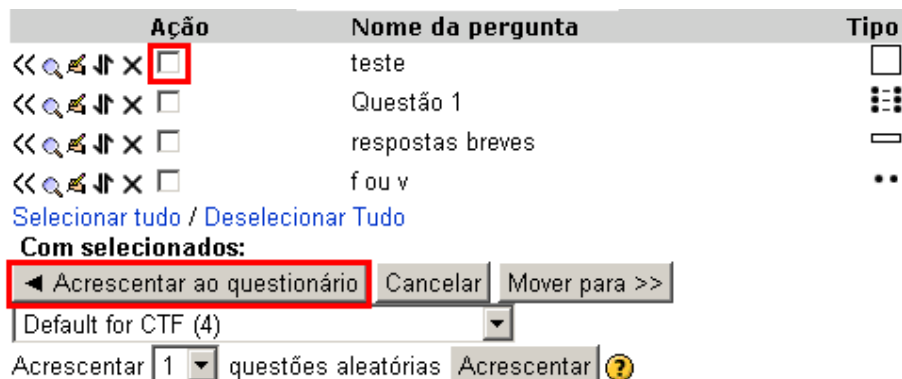 Ação Nome da pergunta Tipo
teste
Questão 1
respostas breves
f ou v
Selecionar tudo / Deselecionar Tudo
Com selecionados:
◄ Acrescentar ao questionário Cancelar Mover para >>
Default for CTF (4)
Acrescentar 1 questões aleatórias Acrescentar ?